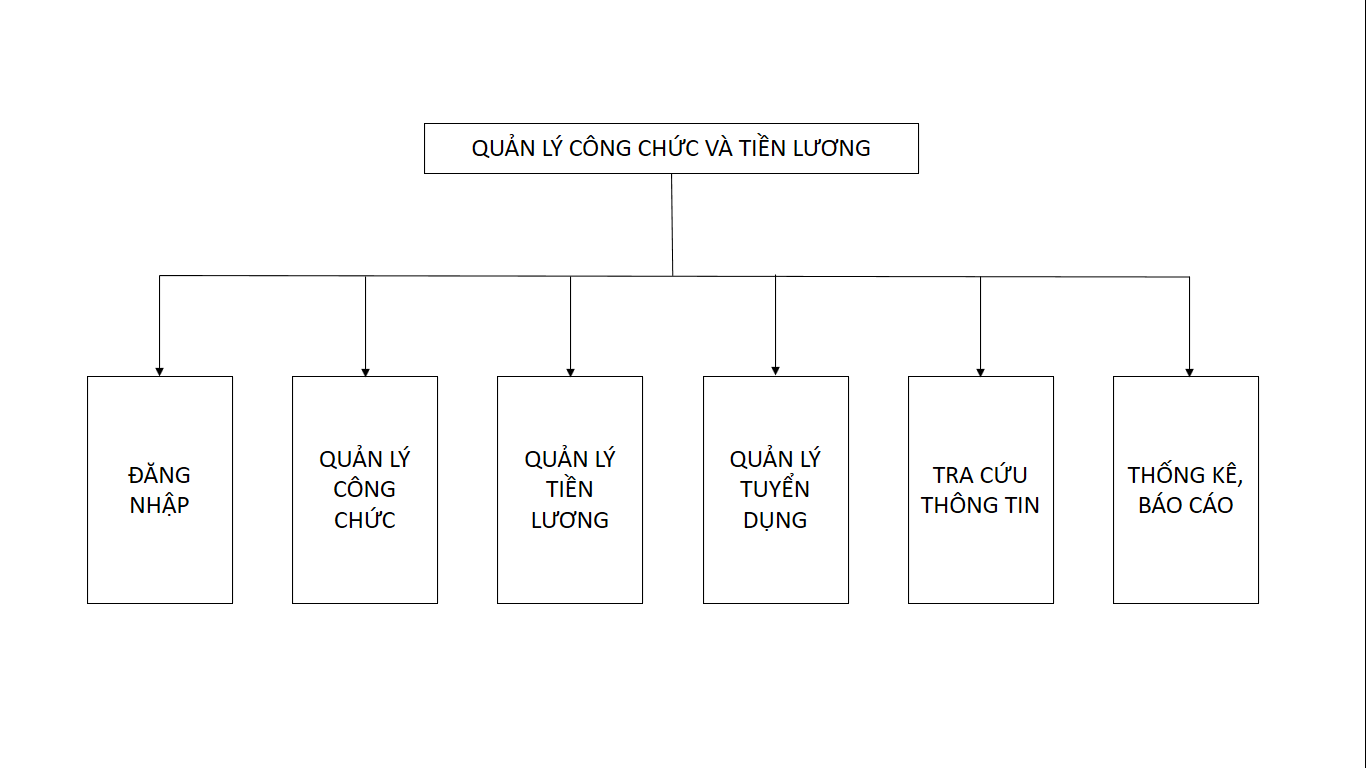 QUẢN LÝ CÔNG CHỨC VÀ TIỀN LƯƠNG
ĐĂNG
NHẬP
QUẢN LÝ
CÔNG
CHỨC
QUẢN LÝ
TIỀN
LƯƠNG
QUẢN LÝ
TUYỂN
DỤNG
TRA CỨU
THÔNG TIN
THỐNG KÊ,
BÁO CÁO